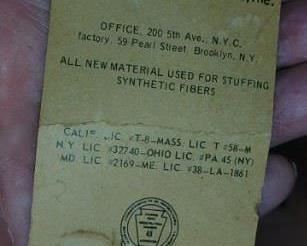 OFFICE, 200 5th Ave., N.Y.C.
factory, 59 Pearl Street, Brooklyn, N.Y.
ALL NEW MATERIAL USED FOR STUFFING
SYNTHETIC FIBERS
CALIF. LIC. #T-8-MASS. LIC T #58-M
N.Y. LIC. #32740-OHIO LIC. #PA.45 (NY)
MD. LIC. #2169-ME. LIC. #38-LA-1861